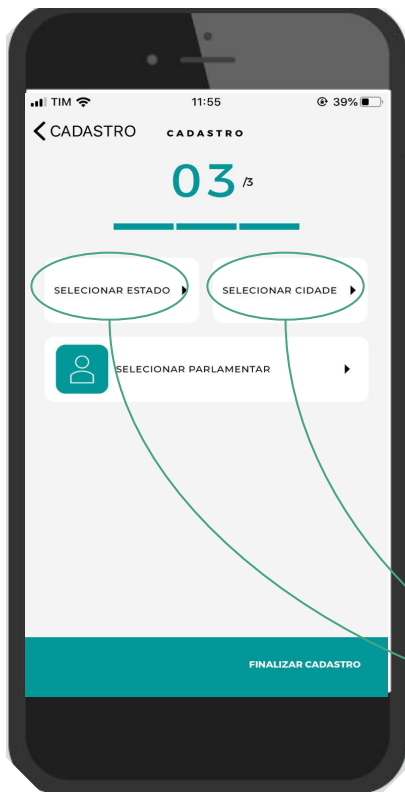 TIM 11:55 39%
CADASTRO CADASTRO
03 /3
SELECIONAR ESTADO SELECIONAR CIDADE
SELECIONAR PARLAMENTAR
FINALIZAR CADASTRO